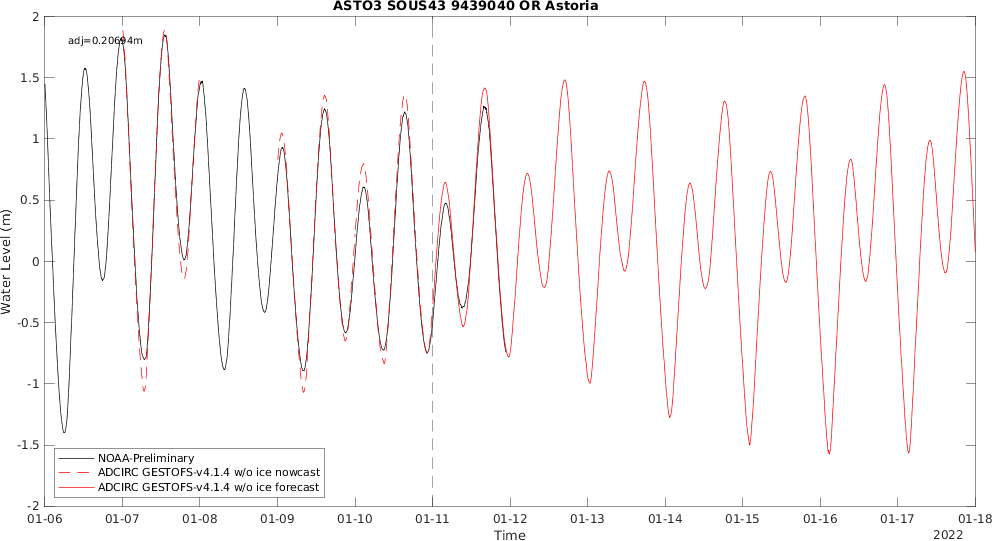 ASTO3 SOUS43 9439040 OR Astoria
adj=0.20694m
Water Level (m)
2
1.5
1
0.5
0
-0.5
-1
-1.5
-2
NOAA-Preliminary
ADCIRC GESTOFS-v4.1.4 w/o ice nowcast
ADCIRC GESTOFS-v4.1.4 w/o ice forecast
01-06 01-07 01-08 01-09 01-10 01-11 01-12 01-13 01-14 01-15 01-16 01-17 01-18
Time
2022